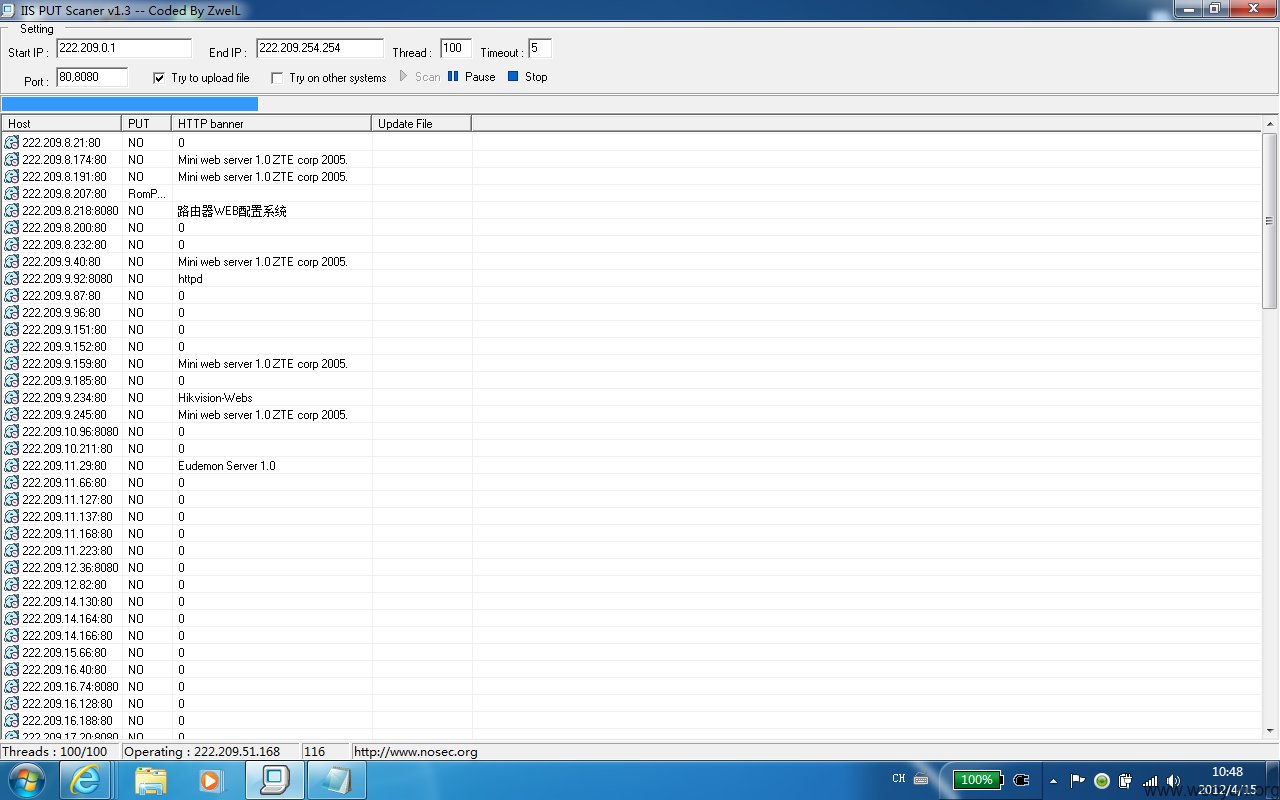 IIS PUT Scaner v1.3 -- Coded By ZwelL
Setting
Start IP : 222.209.0.1 End IP : 222.209.254.254 Thread : 100 Timeout : 5
Port : 80,8080 Try to upload file Try on other systems Scan Pause Stop
Host PUT HTTP banner Update File
222.209.8.21:80 NO 0
222.209.8.174:80 NO Mini web server 1.0 ZTE corp 2005.
222.209.8.191:80 NO Mini web server 1.0 ZTE corp 2005.
222.209.8.207:80 RomP...
222.209.8.218:8080 NO 路由器WEB配置系统
222.209.8.200:80 NO 0
222.209.8.232:80 NO 0
222.209.9.40:80 NO Mini web server 1.0 ZTE corp 2005.
222.209.9.92:8080 NO httpd
222.209.9.87:80 NO 0
222.209.9.96:80 NO 0
222.209.9.151:80 NO 0
222.209.9.152:80 NO 0
222.209.9.159:80 NO Mini web server 1.0 ZTE corp 2005.
222.209.9.185:80 NO 0
222.209.9.234:80 NO Hikvision-Webs
222.209.9.245:80 NO Mini web server 1.0 ZTE corp 2005.
222.209.10.96:8080 NO 0
222.209.10.211:80 NO 0
222.209.11.29:80 NO Eudemon Server 1.0
222.209.11.66:80 NO 0
222.209.11.127:80 NO 0
222.209.11.137:80 NO 0
222.209.11.168:80 NO 0
222.209.11.223:80 NO 0
222.209.12.36:8080 NO 0
222.209.12.82:80 NO 0
222.209.14.130:80 NO 0
222.209.14.164:80 NO 0
222.209.14.166:80 NO 0
222.209.15.66:80 NO 0
222.209.16.40:80 NO 0
222.209.16.74:8080 NO 0
222.209.16.128:80 NO 0
222.209.16.188:80 NO 0
222.209.17.20:8080 NO 0
Threads : 100/100 Operating : 222.209.51.168 116 http://www.nosec.org
CH 100% 10:48
2012/4/15